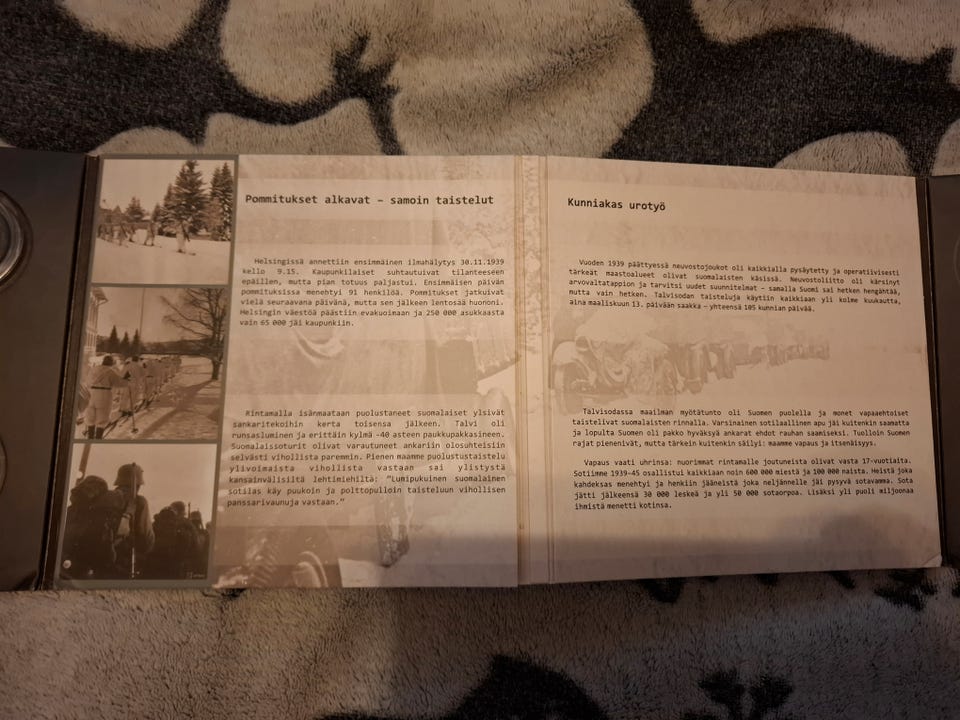 Pommitukset alkavat – samoin taistelut
Helsingissä annettiin ensimmäinen ilmahälytys 30.11.1939
kello 9.15. Kaupunkilaiset suhtautuivat tilanteeseen
epäillen, mutta pian totuus paljastui. Ensimmäisen päivän
pommituksissa menehtyi 91 henkilöä. Pommitukset jatkuivat
vielä seuraavana päivänä, mutta sen jälkeen lentosää huononi.
Helsingin väestöä päästiin evakuoimaan ja 250 000 asukkaasta
vain 65 000 jäi kaupunkiin.
Rintamalla isänmaataan puolustaneet suomalaiset ylsivät
sankaritekoihin kerta toisensa jälkeen. Talvi oli
runsasluminen ja erittäin kylmä -40 asteen paukkupakkasineen.
Suomalaissoturit olivat varautuneet ankariin olosuhteisiin
selvästi vihollista paremmin. Pienen maamme puolustustaistelu
ylivoimaista vihollista vastaan sai ylistystä
kansainvälisiltä lehtimiehiltä: "Lumipukuinen suomalainen
sotilas käy puukoin ja polttopulloin taisteluun vihollisen
panssarivaunuja vastaan."
Kunniakas urotyö
Vuoden 1939 päättyessä neuvostojoukot oli kaikkialla pysäytetty ja operatiivisesti
tärkeät maastoalueet olivat suomalaisten käsissä. Neuvostoliitto oli kärsinyt
arvovaltatappion ja tarvitsi uudet suunnitelmat – samalla Suomi sai hetken hengähtää,
mutta vain hetken. Talvisodan taisteluja käytiin kaikkiaan yli kolme kuukautta,
aina maaliskuun 13. päivään saakka – yhteensä 105 kunnian päivää.
Talvisodassa maailman myötätunto oli Suomen puolella ja monet vapaaehtoiset
taistelivat suomalaisten rinnalla. Varsinainen sotilaallinen apu jäi kuitenkin saamatta
ja lopulta Suomen oli pakko hyväksyä ankarat ehdot rauhan saamiseksi. Tuolloin Suomen
rajat pienenivät, mutta tärkein kuitenkin säilyi: maamme vapaus ja itsenäisyys.
Vapaus vaati uhrinsa: nuorimmat rintamalle joutuneista olivat vasta 17-vuotiaita.
Sotiimme 1939-45 osallistui kaikkiaan noin 600 000 miestä ja 100 000 naista. Heistä joka
kahdeksas menehtyi ja henkiin jääneistä joka neljännelle jäi pysyvä sotavamma. Sota
jätti jälkeensä 30 000 leskeä ja yli 50 000 sotaorpoa. Lisäksi yli puoli miljoonaa
ihmistä menetti kotinsa.